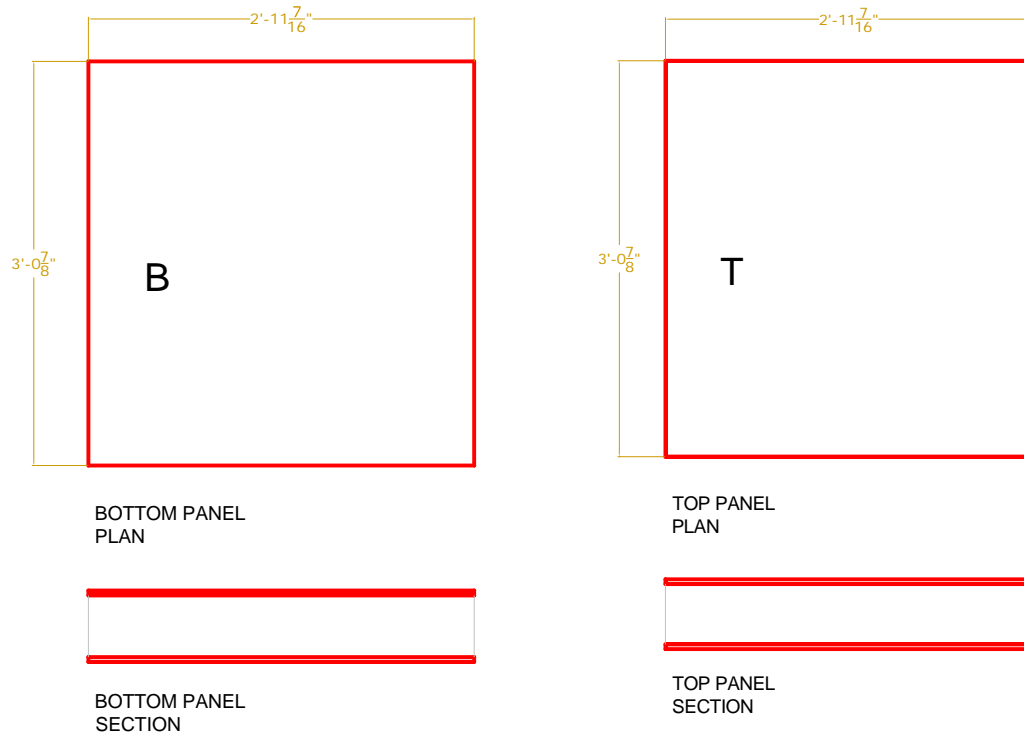 2'-11 7/16"
2'-11 7/16"
3'-0 7/8"
3'-0 7/8"
B
T
BOTTOM PANEL
PLAN
TOP PANEL
PLAN
BOTTOM PANEL
SECTION
TOP PANEL
SECTION